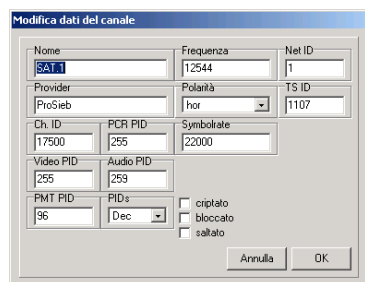 Modifica dati del canale
Nome Frequenza Net ID
SAT.1 12544 1
Provider Polarità TS ID
ProSieb hor 1107
Ch. ID PCR PID Symbolrate
17500 255 22000
Video PID Audio PID
255 259
PMT PID PIDs
96 Dec
criptato
bloccato
saltato
Annulla OK